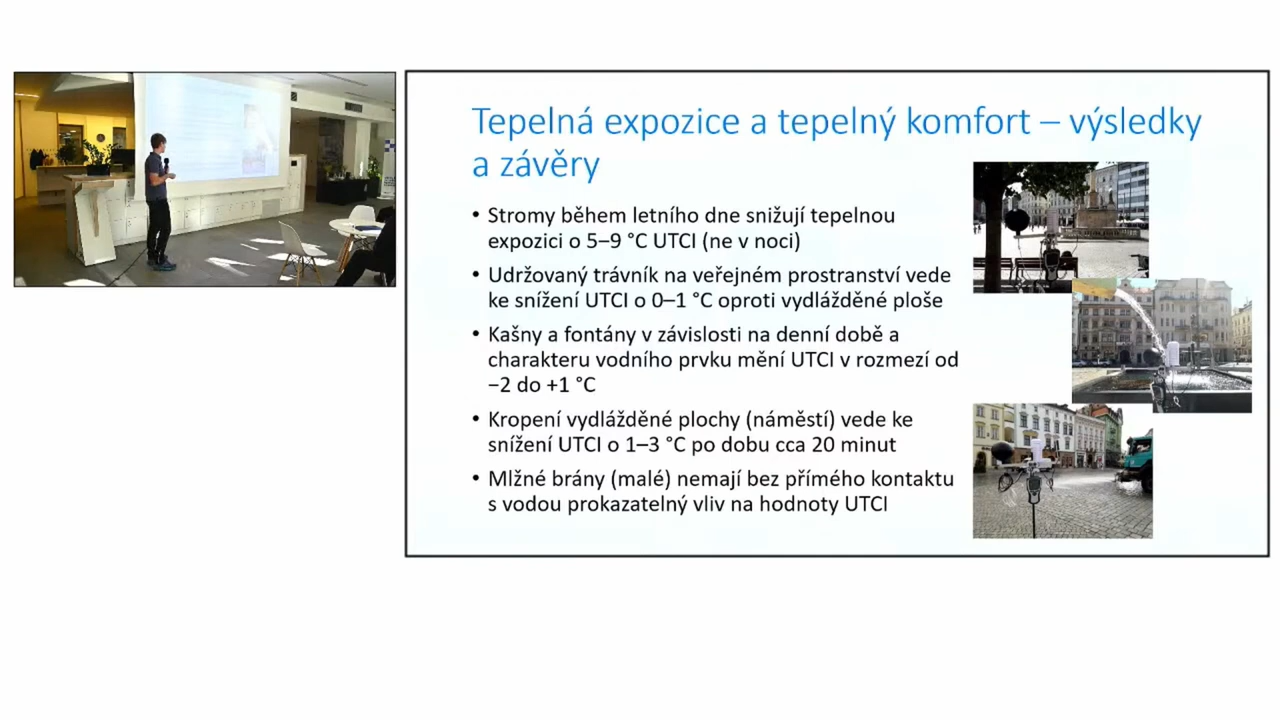 Tepelná expozice a tepelný komfort – výsledky
a závěry
• Stromy během letního dne snižují tepelnou
expozici o 5–9 °C UTCI (ne v noci)
• Udržovaný trávník na veřejném prostranství vede
ke snížení UTCI o 0–1 °C oproti vydlážděné ploše
• Kašny a fontány v závislosti na denní době a
charakteru vodního prvku mění UTCI v rozmezí od
−2 do +1 °C
• Kropení vydlážděné plochy (náměstí) vede ke
snížení UTCI o 1–3 °C po dobu cca 20 minut
• Mlžné brány (malé) nemají bez přímého kontaktu
s vodou prokazatelný vliv na hodnoty UTCI